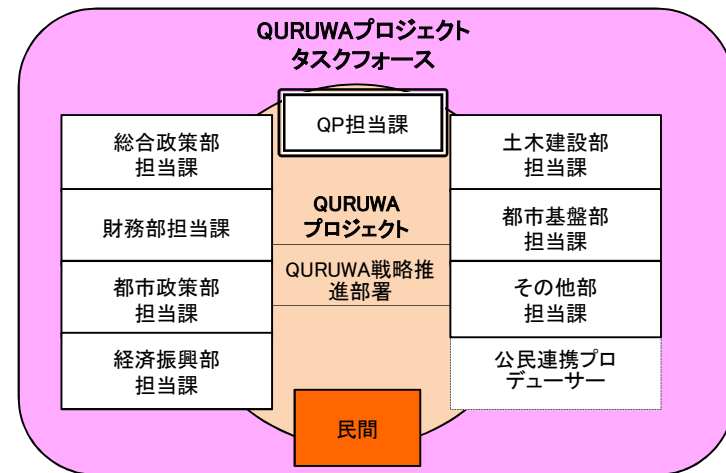 QURUWAプロジェクト
タスクフォース
QP担当課
総合政策部
担当課
財務部担当課
都市政策部
担当課
経済振興部
担当課
QURUWA
プロジェクト
QURUWA戦略推
進部署
土木建設部
担当課
都市基盤部
担当課
その他部
担当課
公民連携プロ
デューサー
民間